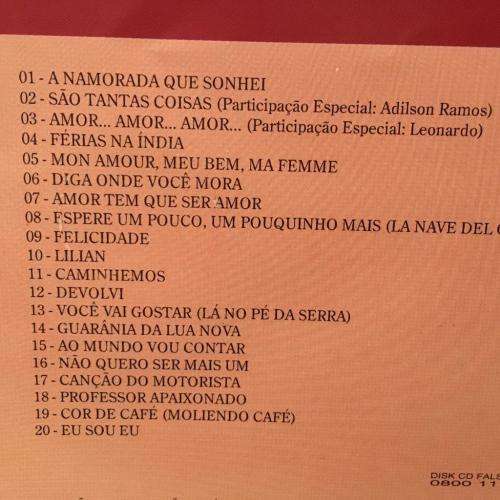 01 - A NAMORADA QUE SONHEI
02 - SÃO TANTAS COISAS (Participação Especial: Adilson Ramos)
03 - AMOR... AMOR... AMOR... (Participação Especial: Leonardo)
04 - FÉRIAS NA ÍNDIA
05 - MON AMOUR, MEU BEM, MA FEMME
06 - DIGA ONDE VOCÊ MORA
07 - AMOR TEM QUE SER AMOR
08 - ESPERE UM POUCO, UM POUQUINHO MAIS (LA NAVE DEL
09 - FELICIDADE
10 - LILIAN
11 - CAMINHEMOS
12 - DEVOLVI
13 - VOCÊ VAI GOSTAR (LÁ NO PÉ DA SERRA)
14 - GUARÂNIA DA LUA NOVA
15 - AO MUNDO VOU CONTAR
16 - NÃO QUERO SER MAIS UM
17 - CANÇÃO DO MOTORISTA
18 - PROFESSOR APAIXONADO
19 - COR DE CAFÉ (MOLIENDO CAFÉ)
20 - EU SOU EU
DISK CD FALS
0800 11